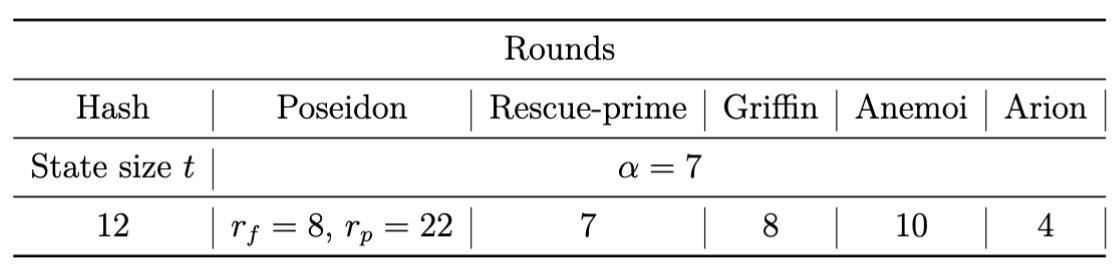 Rounds
Hash Poseidon Rescue-prime Griffin Anemoi Arion
State size t α = 7
12 r_f = 8, r_p = 22 7 8 10 4